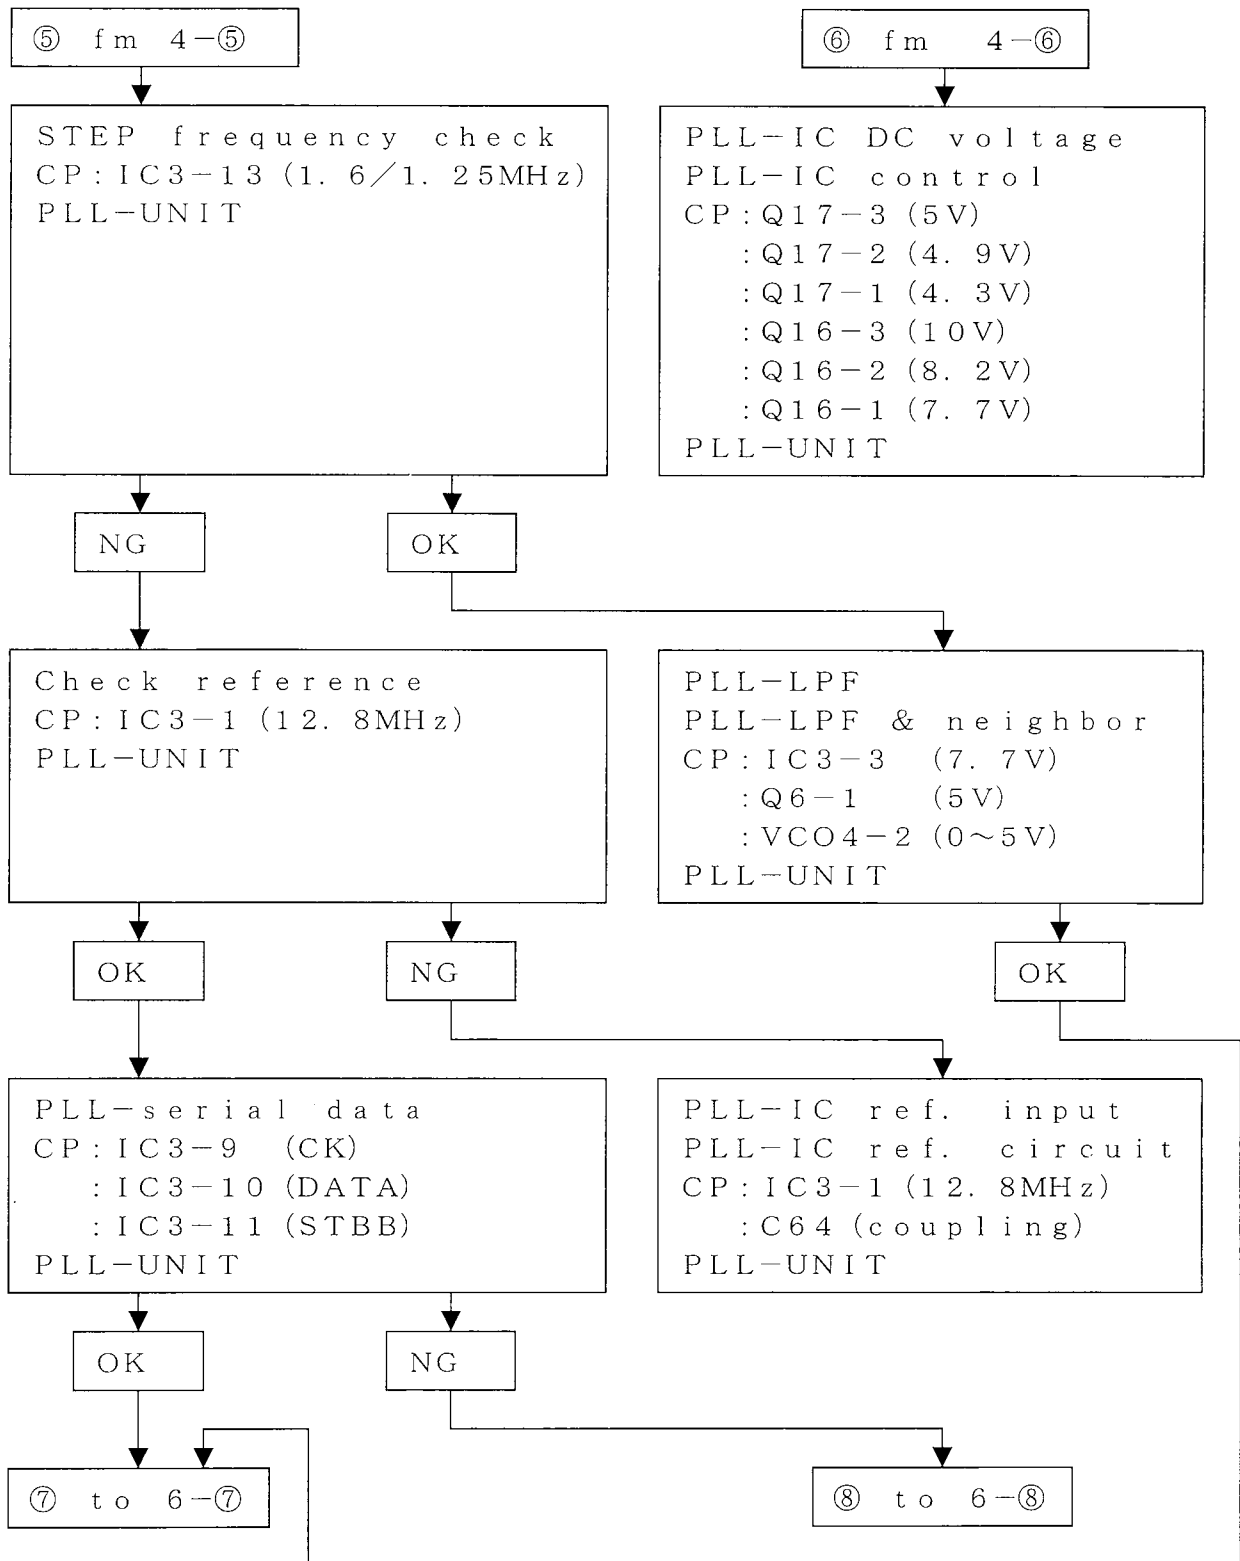 ⑤ fm 4−⑤
STEP frequency check
CP:IC3−13 (1.6/1.25MHz)
PLL−UNIT
NG
OK
Check reference
CP:IC3−1 (12.8MHz)
PLL−UNIT
OK
NG
PLL−serial data
CP:IC3−9 (CK)
:IC3−10 (DATA)
:IC3−11 (STBB)
PLL−UNIT
OK
NG
⑦ to 6−⑦
⑥ fm 4−⑥
PLL−IC DC voltage
PLL−IC control
CP:Q17−3 (5V)
:Q17−2 (4.9V)
:Q17−1 (4.3V)
:Q16−3 (10V)
:Q16−2 (8.2V)
:Q16−1 (7.7V)
PLL−UNIT
PLL−LPF
PLL−LPF & neighbor
CP:IC3−3 (7.7V)
:Q6−1 (5V)
:VCO4−2 (0~5V)
PLL−UNIT
OK
PLL−IC ref. input
PLL−IC ref. circuit
CP:IC3−1 (12.8MHz)
:C64 (coupling)
PLL−UNIT
⑧ to 6−⑧